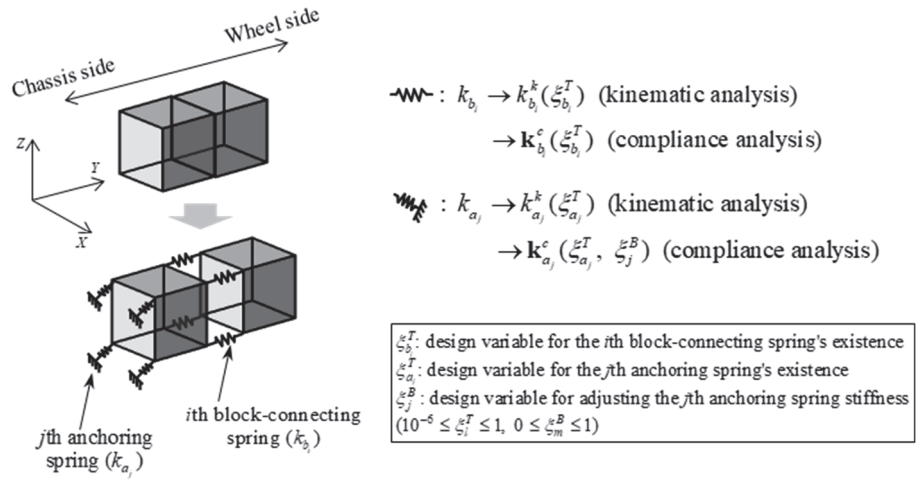 Chassis side
Wheel side
Z
Y
X
ith block-connecting
spring (k_{b_i})
jth anchoring
spring (k_{a_j})
: k_{b_i} → k^k_{b_i}(ξ^T_{b_i}) (kinematic analysis)
→ 𝐤^c_{b_i}(ξ^T_{b_i}) (compliance analysis)
: k_{a_j} → k^k_{a_j}(ξ^T_{a_j}) (kinematic analysis)
→ 𝐤^c_{a_j}(ξ^T_{a_j}, ξ^B_j) (compliance analysis)
ξ^T_{b_i}: design variable for the ith block-connecting spring's existence
ξ^T_{a_j}: design variable for the jth anchoring spring's existence
ξ^B_j: design variable for adjusting the jth anchoring spring stiffness
(10^{-6} ≤ ξ^T_i ≤ 1, 0 ≤ ξ^B_m ≤ 1)